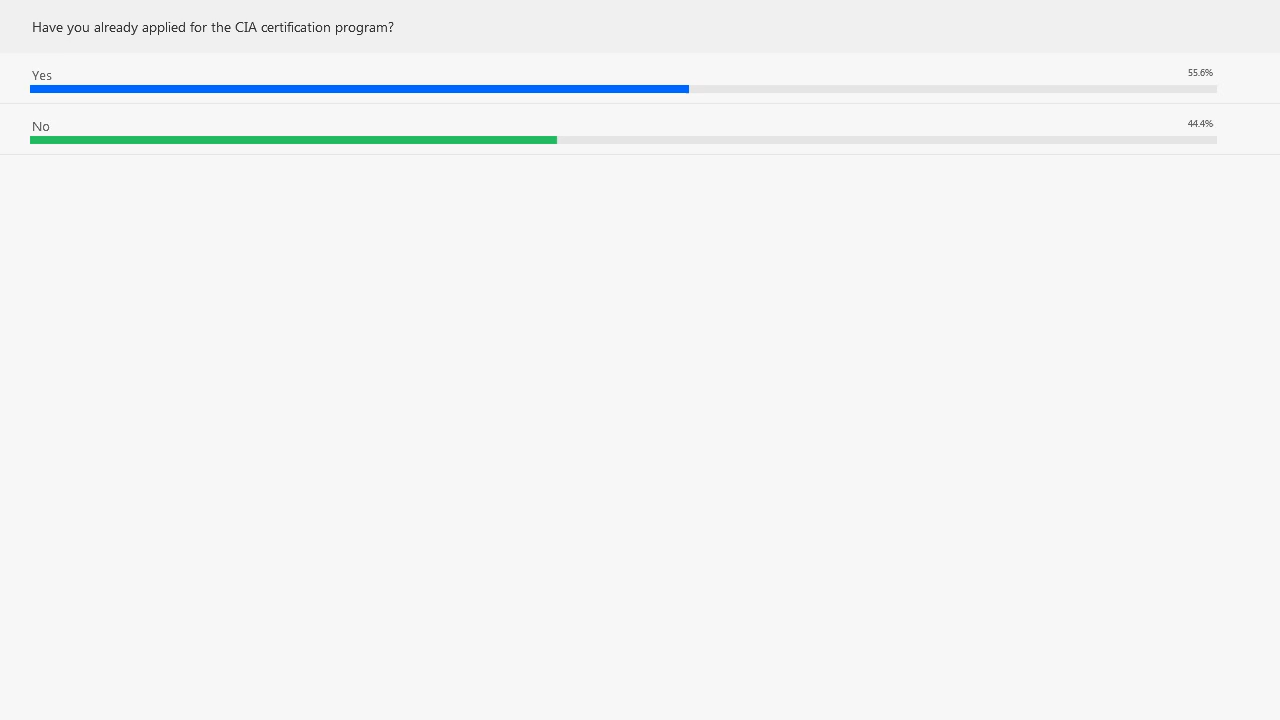 Have you already applied for the CIA certification program?
Yes
55.6%
No
44.4%